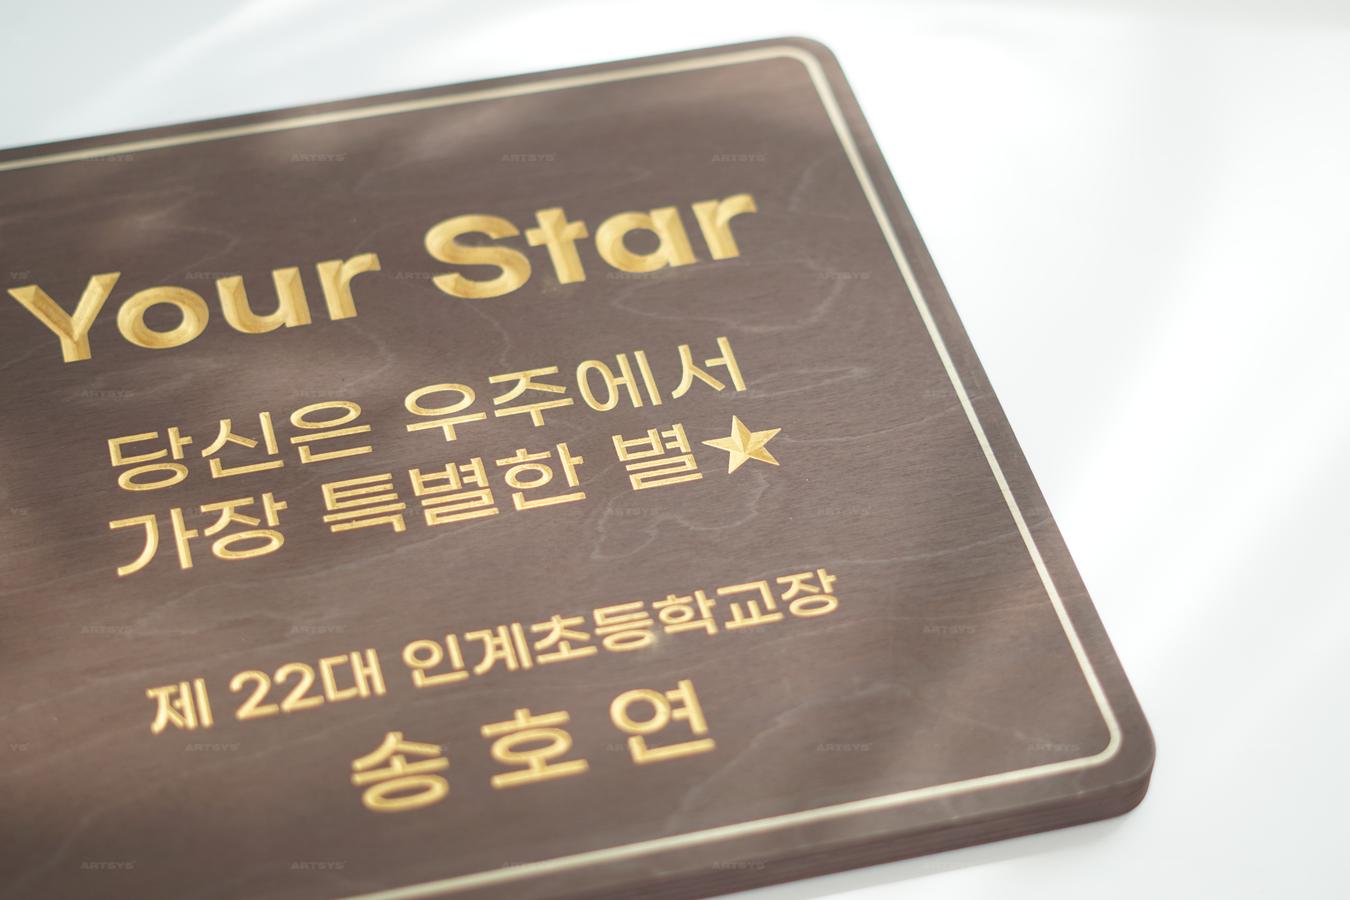 Your Star
당신은 우주에서
가장 특별한 별★
제 22대 인계초등학교장
송호연
ARTSYS